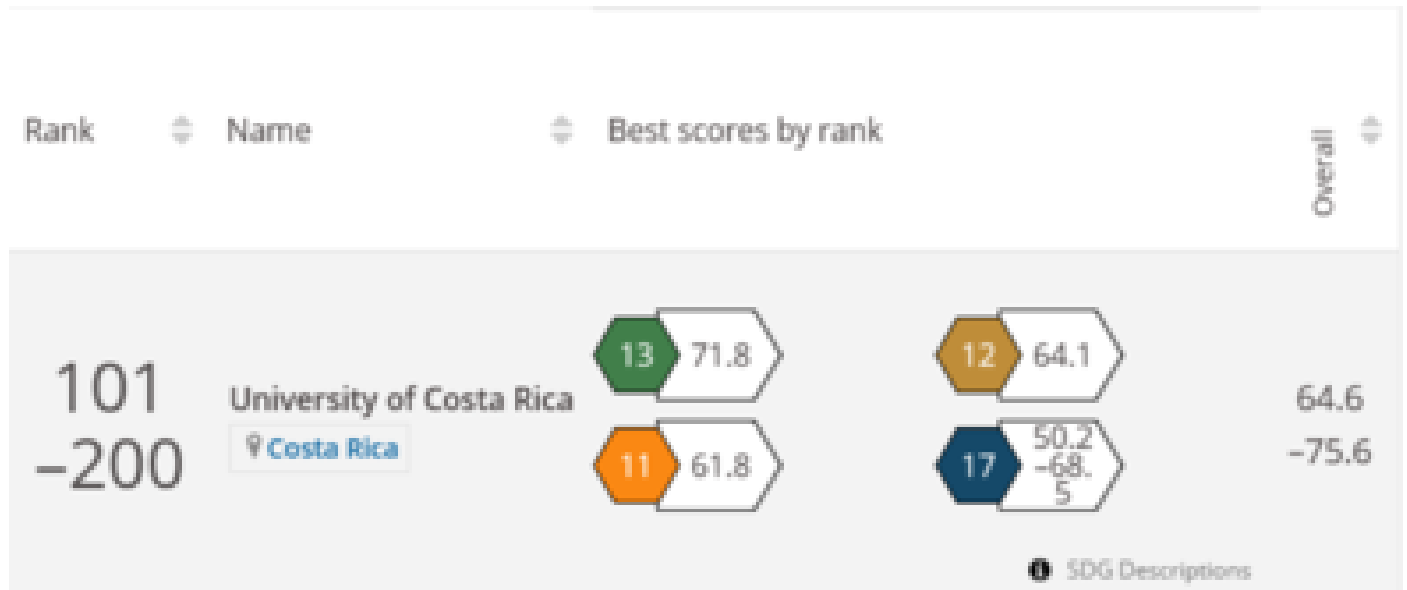 Rank Name Best scores by rank Overall
13 71.8 12 64.1
101
–200
University of Costa Rica
Costa Rica
64.6
–75.6
11 61.8 17 50.2
–68.
5
SDG Descriptions